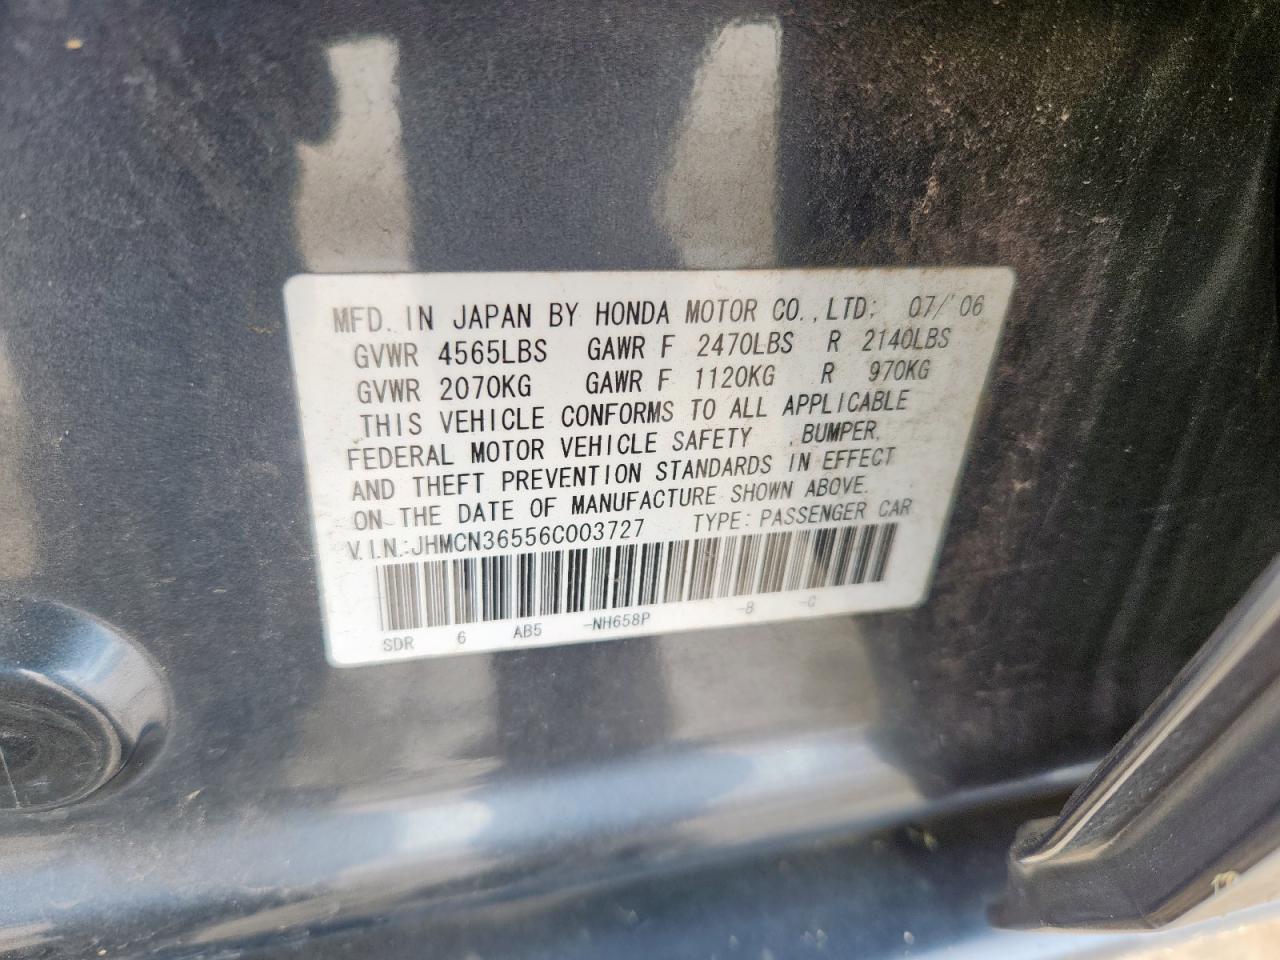 MFD. IN JAPAN BY HONDA MOTOR CO.,LTD; 07/'06
GVWR 4565LBS GAWR F 2470LBS R 2140LBS
GVWR 2070KG GAWR F 1120KG R 970KG
THIS VEHICLE CONFORMS TO ALL APPLICABLE
FEDERAL MOTOR VEHICLE SAFETY ,BUMPER,
AND THEFT PREVENTION STANDARDS IN EFFECT
ON THE DATE OF MANUFACTURE SHOWN ABOVE.
V.I.N.:JHMCN36556C003727 TYPE:PASSENGER CAR
SDR 6 AB5 -NH658P -B -C